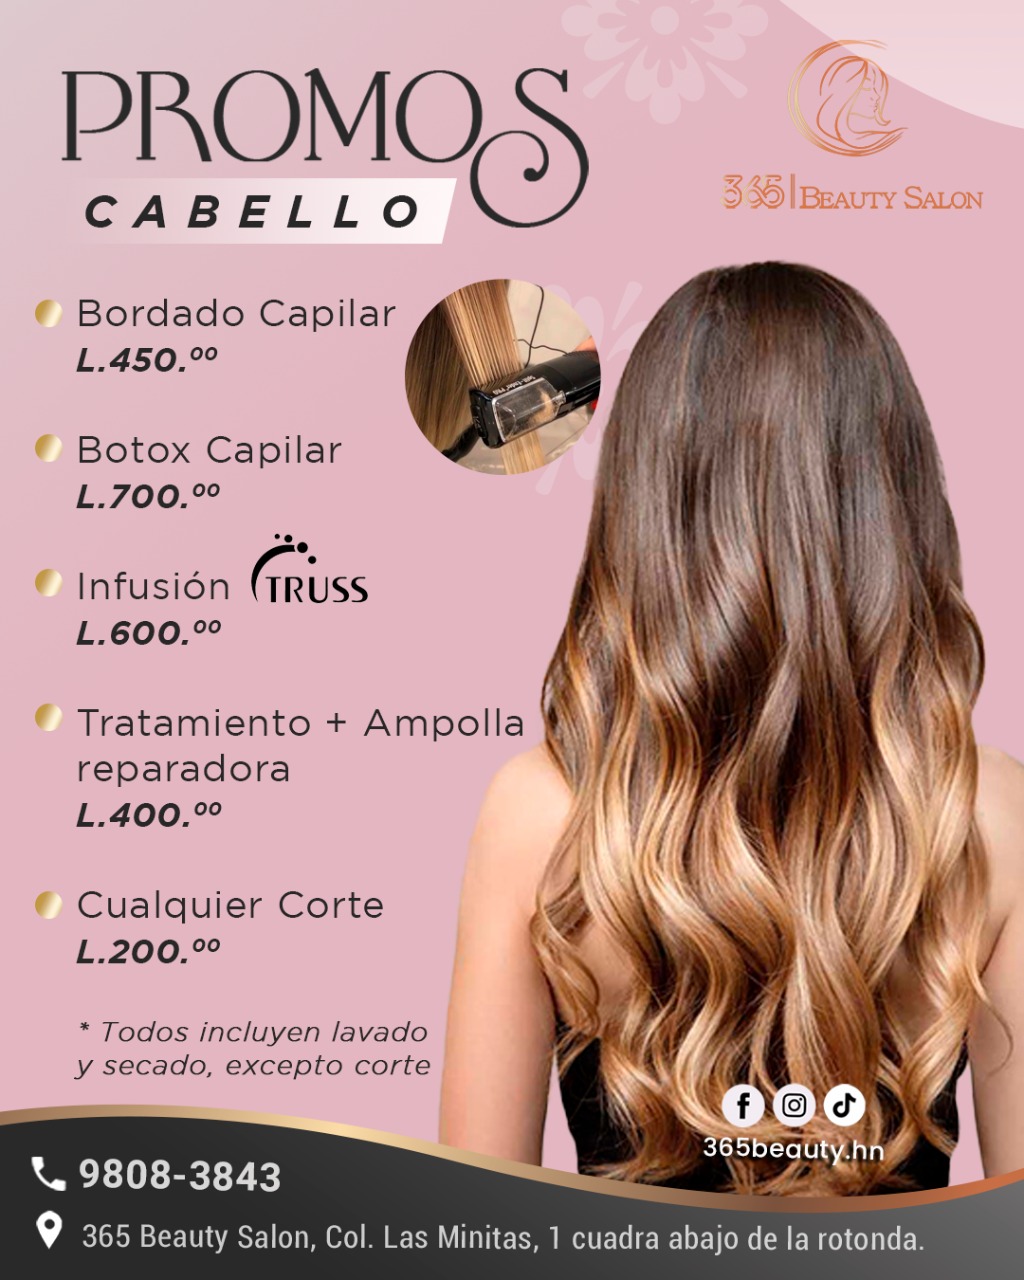 PROMOS
CABELLO
365 | BEAUTY SALON
Bordado Capilar
L.450.⁰⁰
Botox Capilar
L.700.⁰⁰
Infusión TRUSS
L.600.⁰⁰
Tratamiento + Ampolla
reparadora
L.400.⁰⁰
Cualquier Corte
L.200.⁰⁰
* Todos incluyen lavado
y secado, excepto corte
365beauty.hn
9808-3843
365 Beauty Salon, Col. Las Minitas, 1 cuadra abajo de la rotonda.